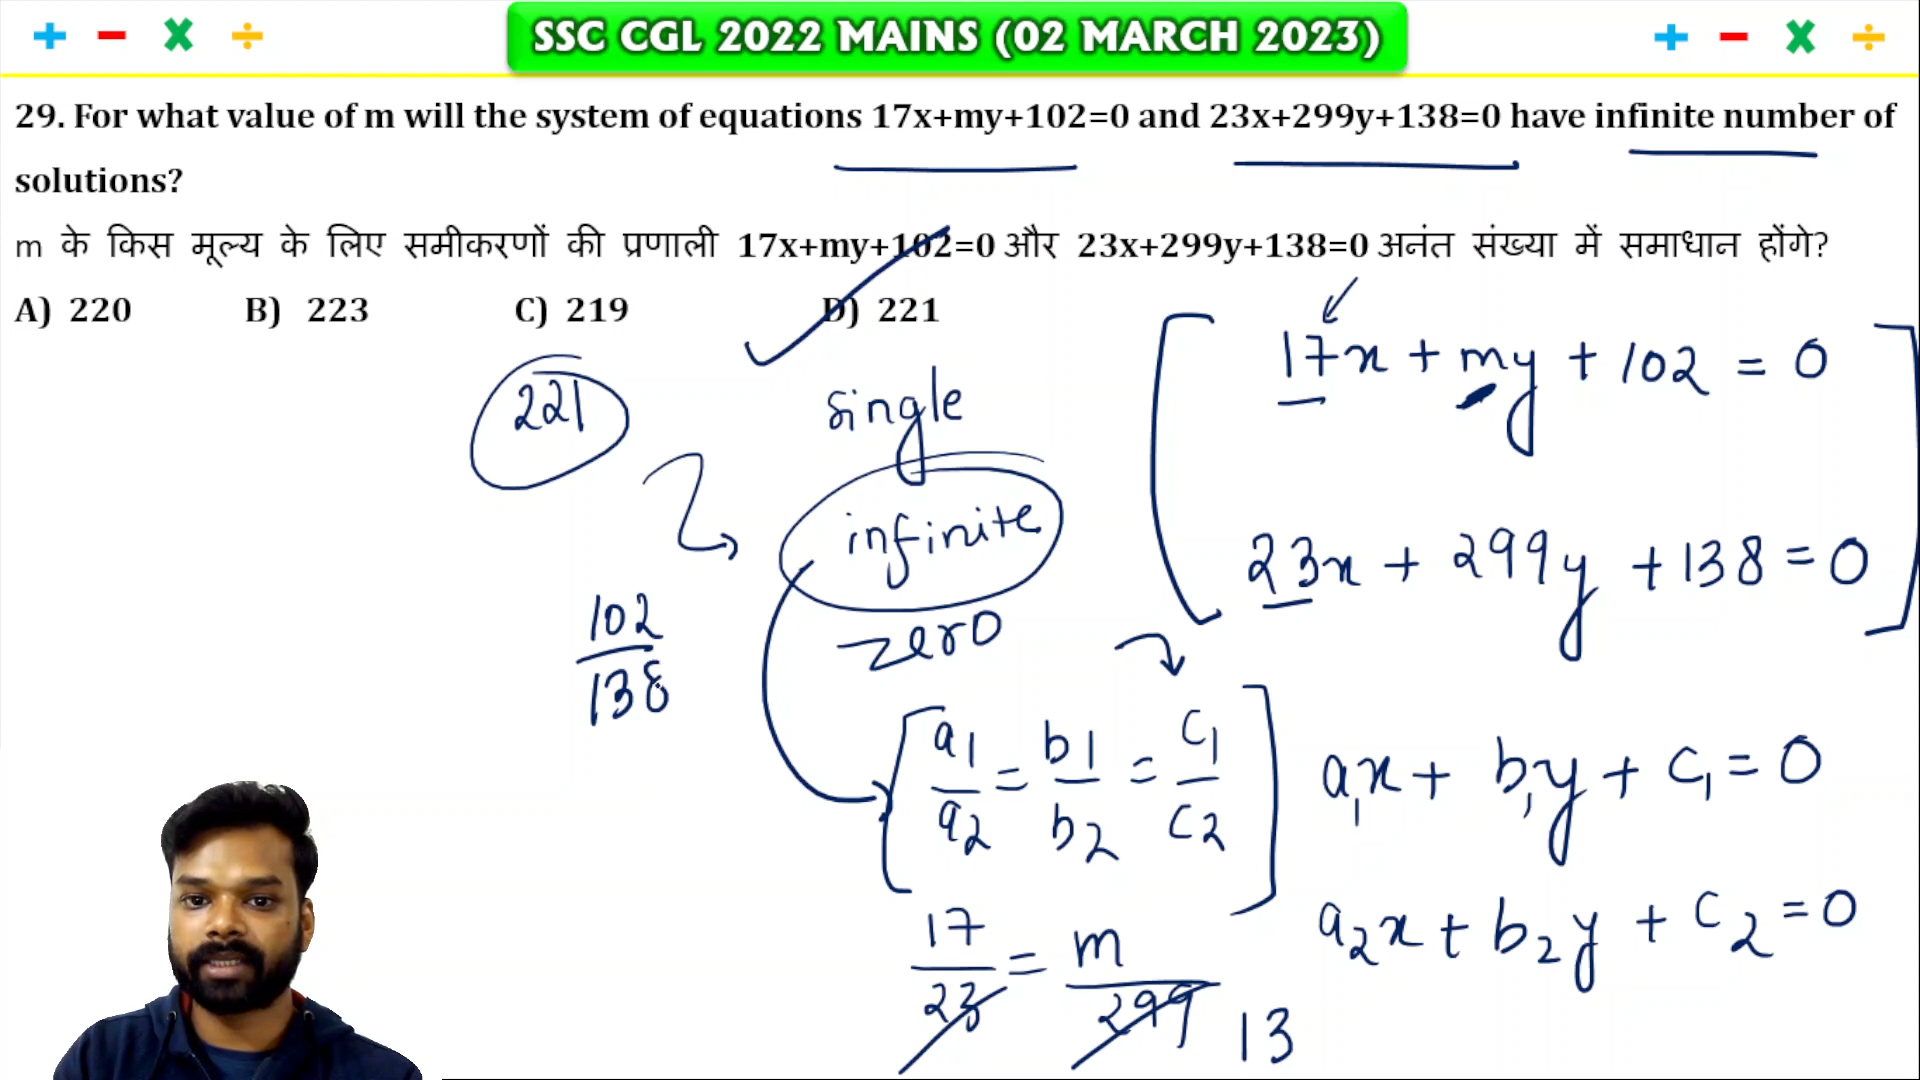 SSC CGL 2022 MAINS (02 MARCH 2023)
29. For what value of m will the system of equations 17x+my+102=0 and 23x+299y+138=0 have infinite number of
solutions?
m के किस मूल्य के लिए समीकरणों की प्रणाली 17x+my+102=0 और 23x+299y+138=0 अनंत संख्या में समाधान होंगे?
A) 220 B) 223 C) 219 D) 221
17x + my + 102 = 0
221
single
infinite
23x + 299y + 138 = 0
102
138
zero
a1/a2 = b1/b2 = c1/c2
a1x + b1y + c1 = 0
a2x + b2y + c2 = 0
17/23 = m/299 13